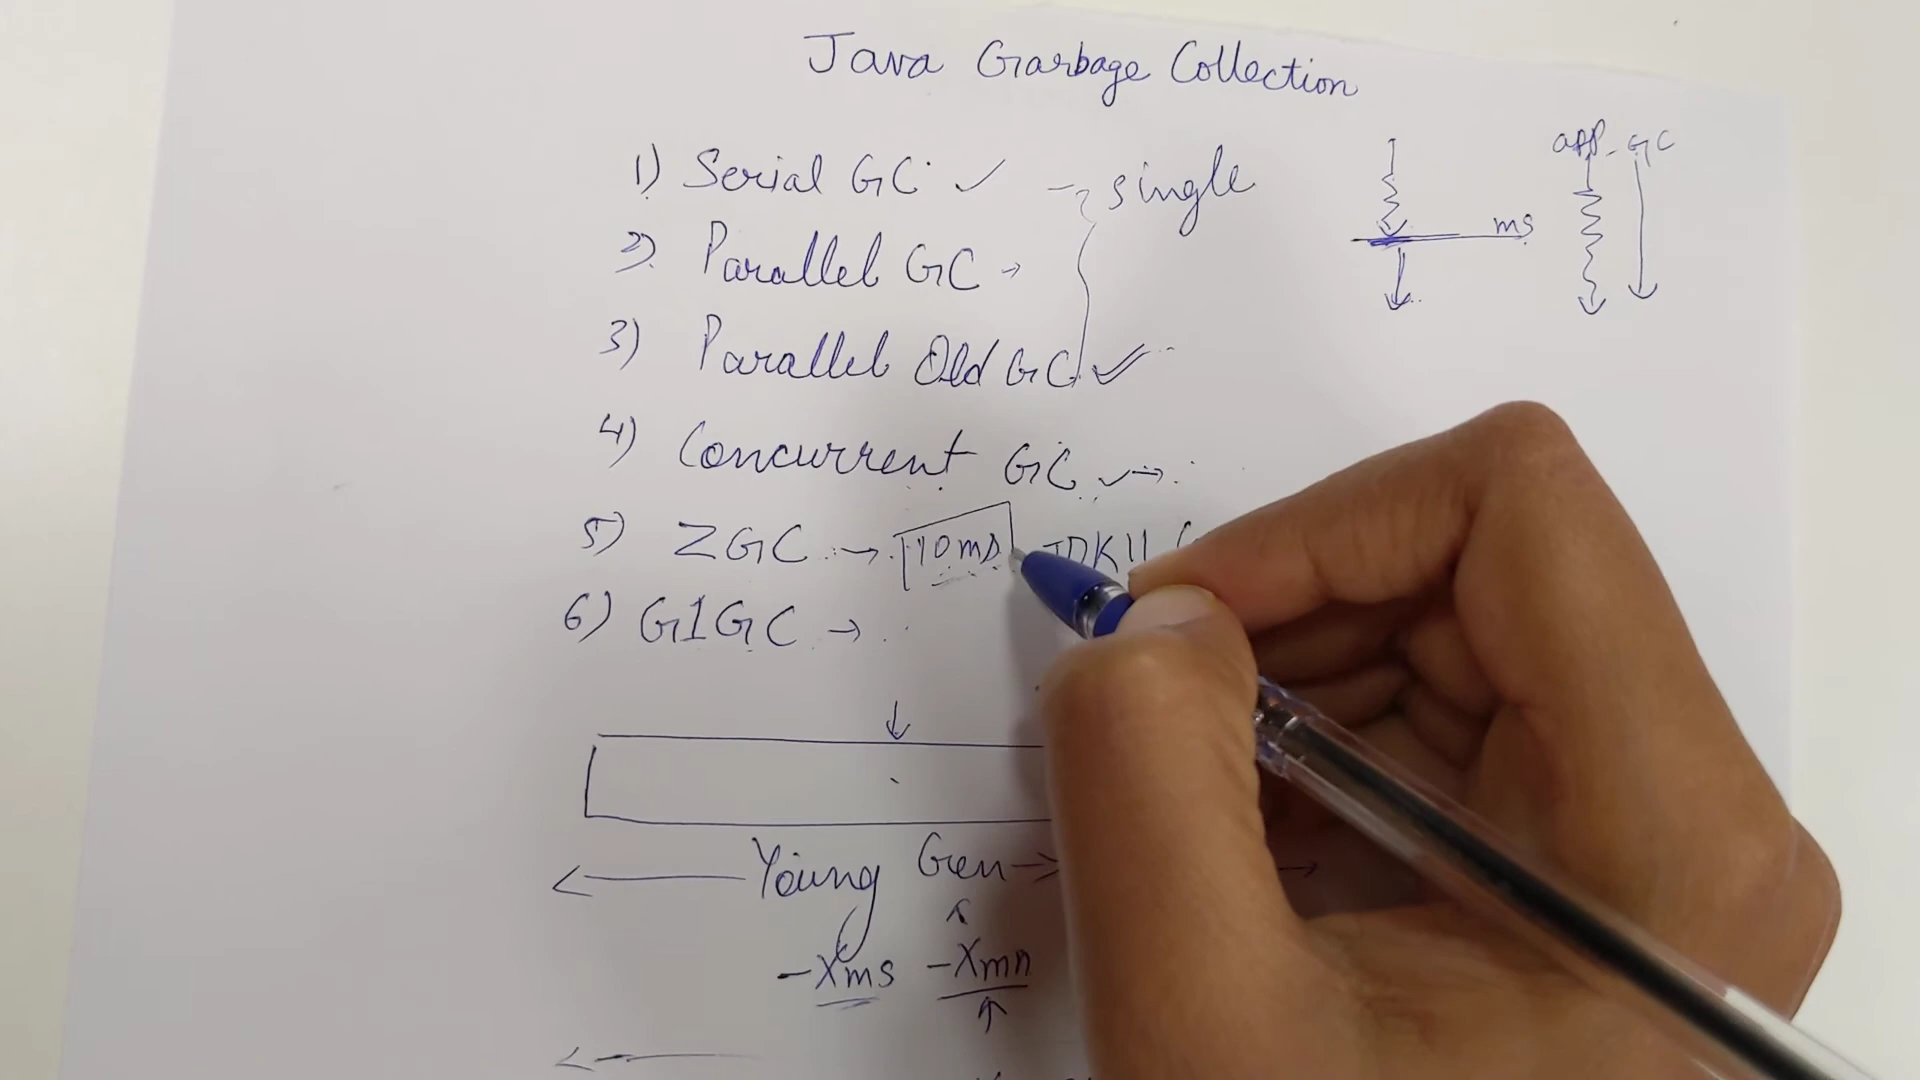 Java Garbage Collection
app. GC
1) Serial GC ✓ - single
ms
2) Parallel GC →
3) Parallel Old GC ✓
4) Concurrent GC ✓→
5) ZGC → 10ms JDK11
6) G1GC →
Young Gen
-Xms -Xmn